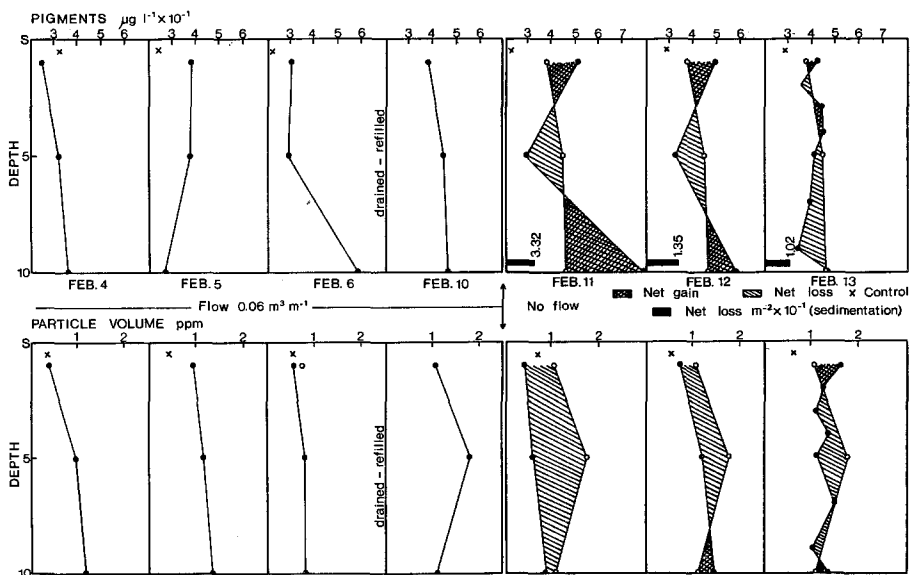 PIGMENTS µg l⁻¹×10⁻¹
S 3 4 5 6 3 4 5 6 3 4 5 6 3 4 5 6 3 4 5 6 7 3 4 5 6 7 3 4 5 6 7
DEPTH
5
drained – refilled
3.32
1.35
1.02
10
FEB. 4 FEB. 5 FEB. 6 FEB. 10 FEB. 11 FEB. 12 FEB. 13
Flow 0.06 m³ m⁻¹
No flow
Net gain Net loss x Control
Net loss m⁻²×10⁻¹ (sedimentation)
PARTICLE VOLUME ppm
S 1 2 1 2 1 2 1 2 1 2 1 2 1 2
DEPTH
5
drained – refilled
10